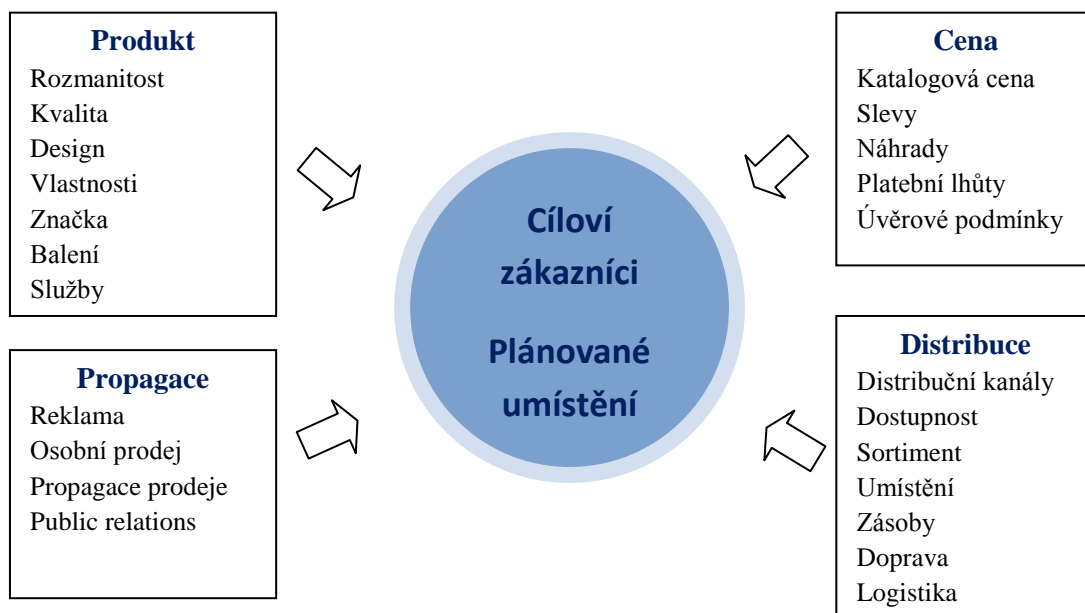 Produkt
Rozmanitost
Kvalita
Design
Vlastnosti
Značka
Balení
Služby
Cena
Katalogová cena
Slevy
Náhrady
Platební lhůty
Úvěrové podmínky
Cíloví
zákazníci
Plánované
umístění
Propagace
Reklama
Osobní prodej
Propagace prodeje
Public relations
Distribuce
Distribuční kanály
Dostupnost
Sortiment
Umístění
Zásoby
Doprava
Logistika